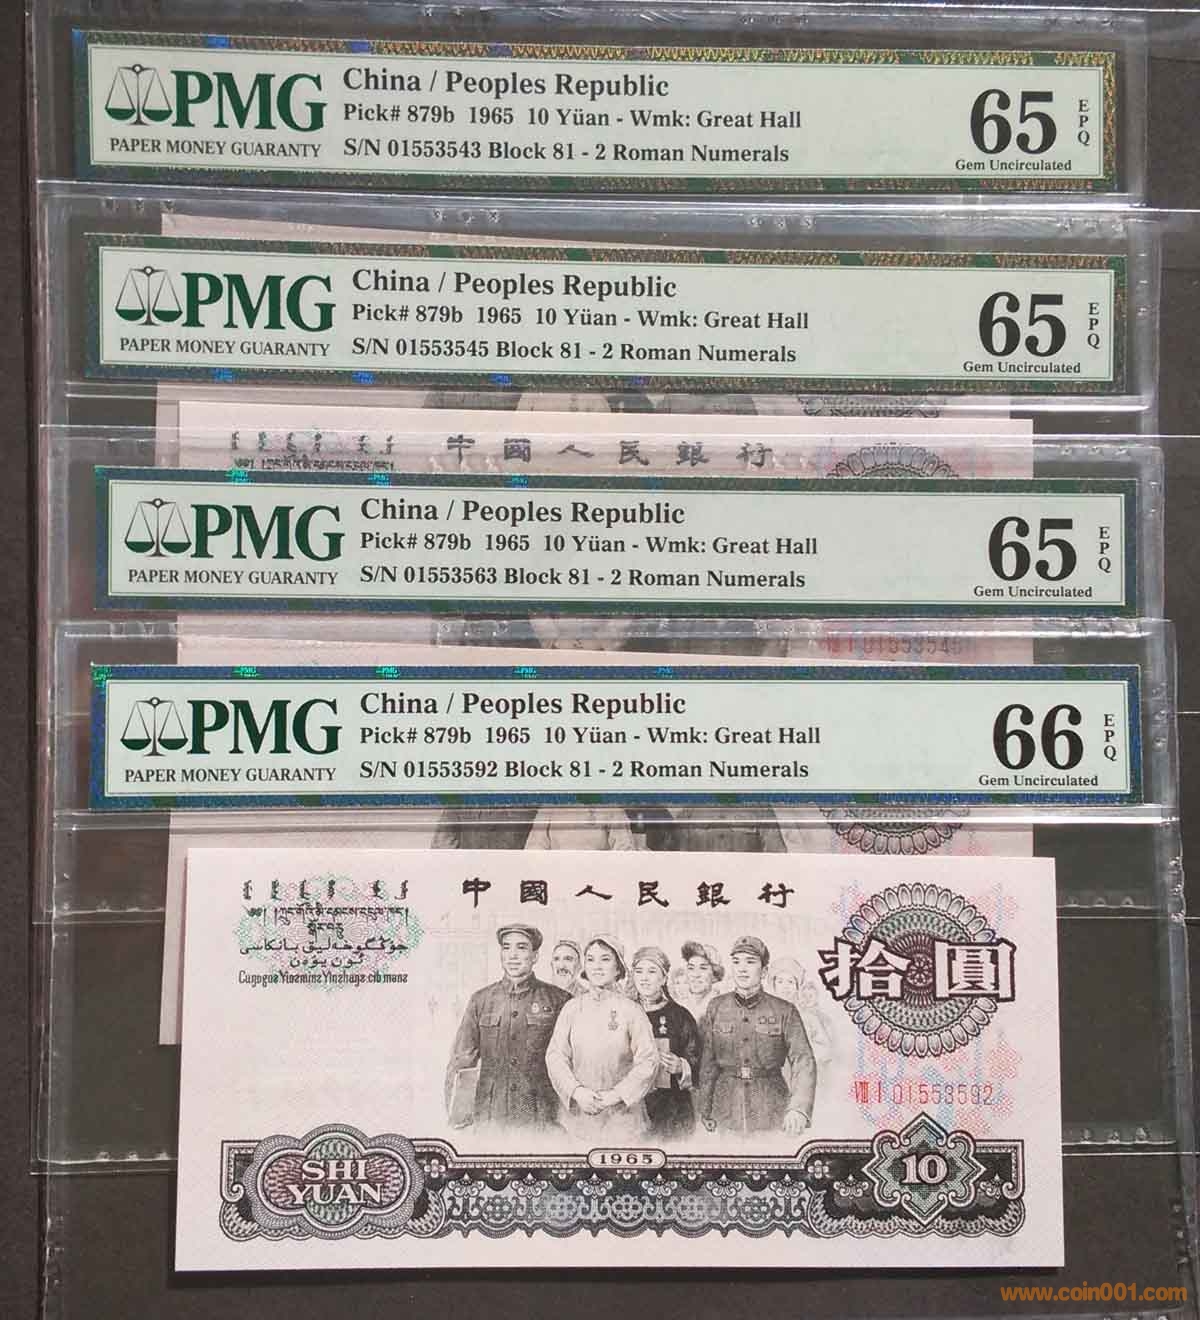 PMG
PAPER MONEY GUARANTY
China / Peoples Republic
Pick# 879b 1965 10 Yüan - Wmk: Great Hall
S/N 01553543 Block 81 - 2 Roman Numerals
65
EPQ
Gem Uncirculated
PMG
PAPER MONEY GUARANTY
China / Peoples Republic
Pick# 879b 1965 10 Yüan - Wmk: Great Hall
S/N 01553545 Block 81 - 2 Roman Numerals
65
EPQ
Gem Uncirculated
中國人民銀行
PMG
PAPER MONEY GUARANTY
China / Peoples Republic
Pick# 879b 1965 10 Yüan - Wmk: Great Hall
S/N 01553563 Block 81 - 2 Roman Numerals
65
EPQ
Gem Uncirculated
PMG
PAPER MONEY GUARANTY
China / Peoples Republic
Pick# 879b 1965 10 Yüan - Wmk: Great Hall
S/N 01553592 Block 81 - 2 Roman Numerals
66
EPQ
Gem Uncirculated
中國人民銀行
拾圓
VIII I 01553592
1965
SHI
YUAN
10
www.coin001.com